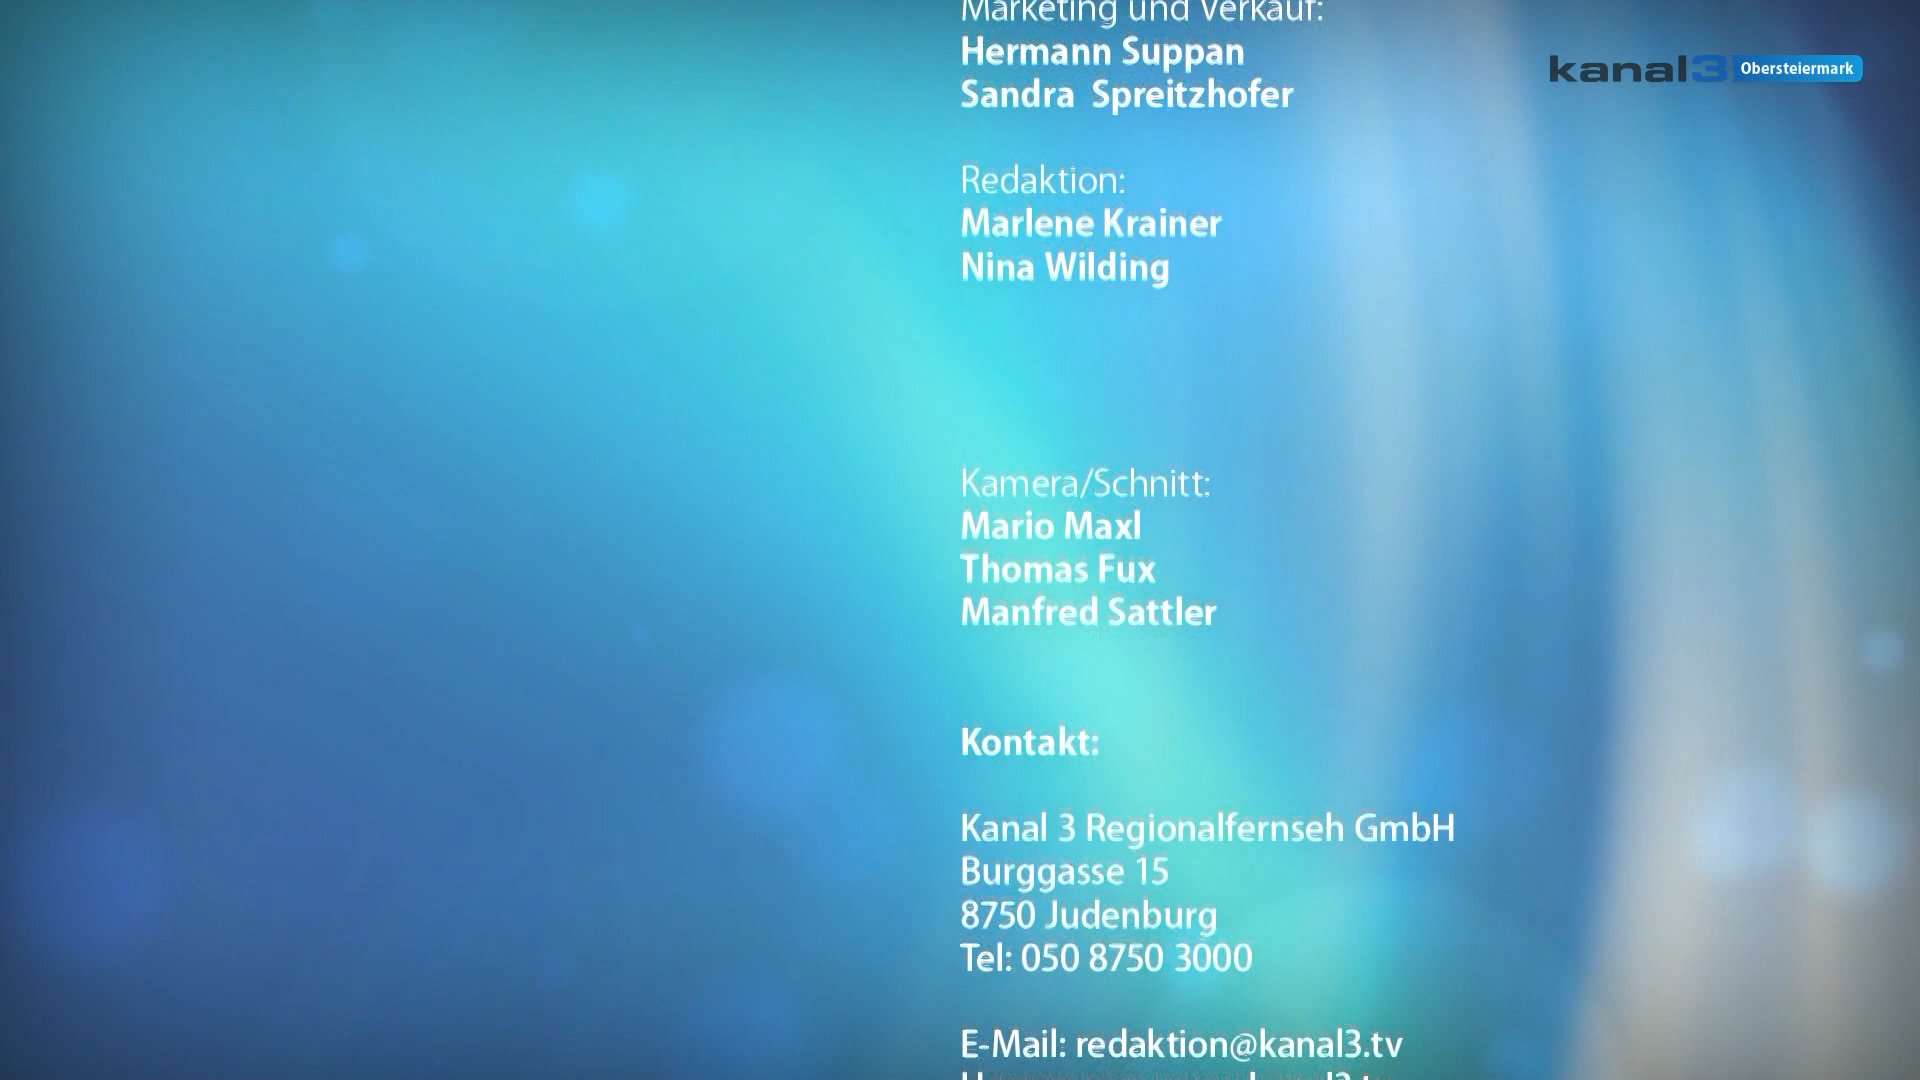 Marketing und Verkauf:
Hermann Suppan
Sandra Spreitzhofer
kanal3 Obersteiermark
Redaktion:
Marlene Krainer
Nina Wilding
Kamera/Schnitt:
Mario Maxl
Thomas Fux
Manfred Sattler
Kontakt:
Kanal 3 Regionalfernseh GmbH
Burggasse 15
8750 Judenburg
Tel: 050 8750 3000
E-Mail: redaktion@kanal3.tv